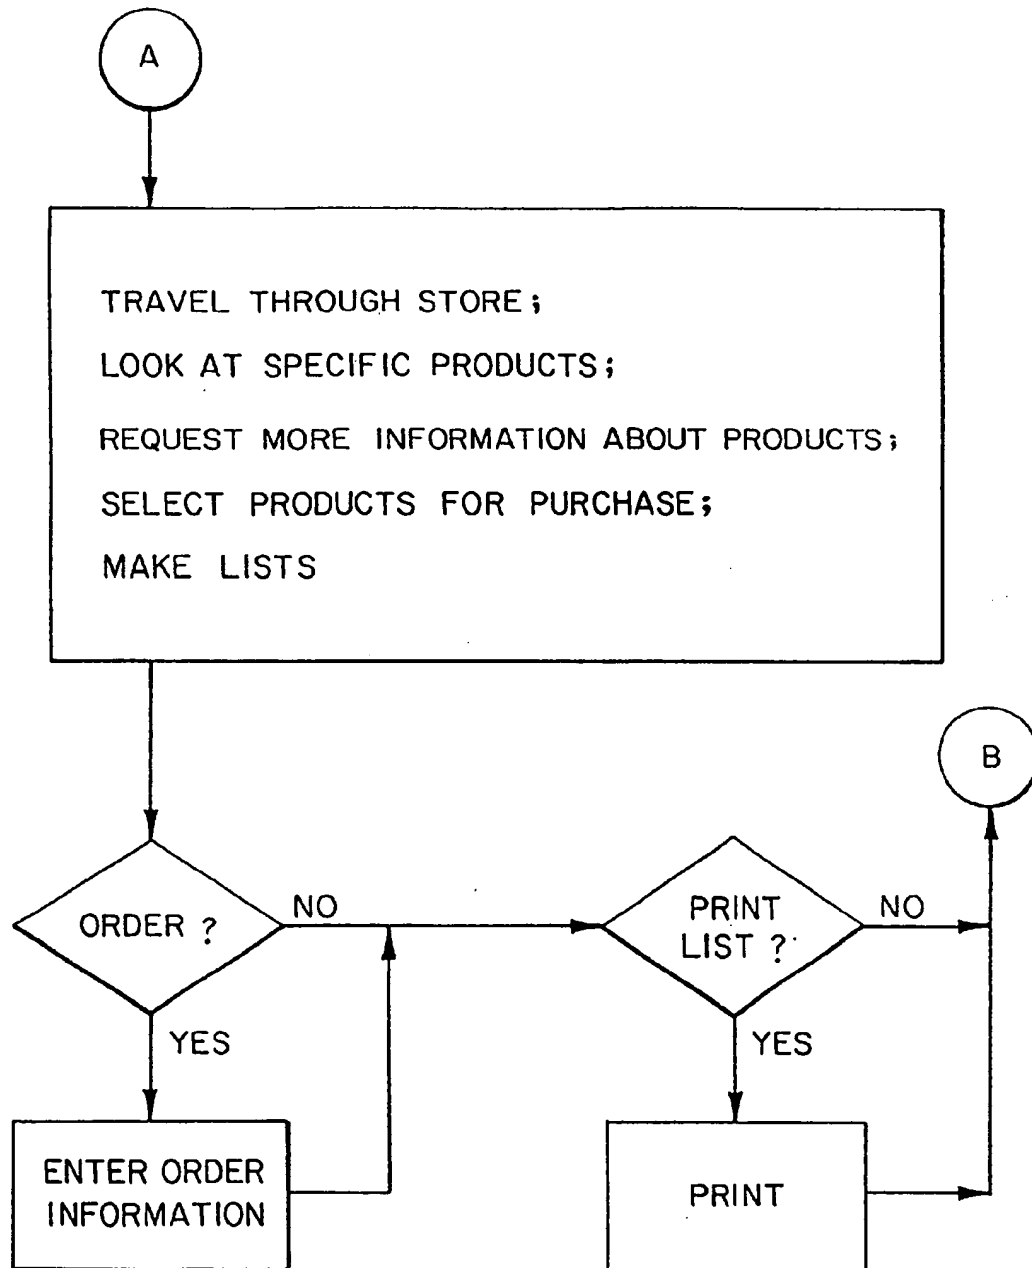 A
TRAVEL THROUGH STORE;
LOOK AT SPECIFIC PRODUCTS;
REQUEST MORE INFORMATION ABOUT PRODUCTS;
SELECT PRODUCTS FOR PURCHASE;
MAKE LISTS
B
ORDER ?
NO
PRINT
LIST ?
NO
YES
YES
ENTER ORDER
INFORMATION
PRINT